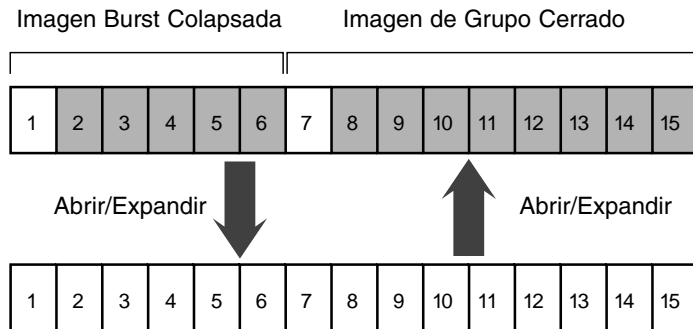 Imagen Burst Colapsada Imagen de Grupo Cerrado
1 2 3 4 5 6 7 8 9 10 11 12 13 14 15
Abrir/Expandir Abrir/Expandir
1 2 3 4 5 6 7 8 9 10 11 12 13 14 15